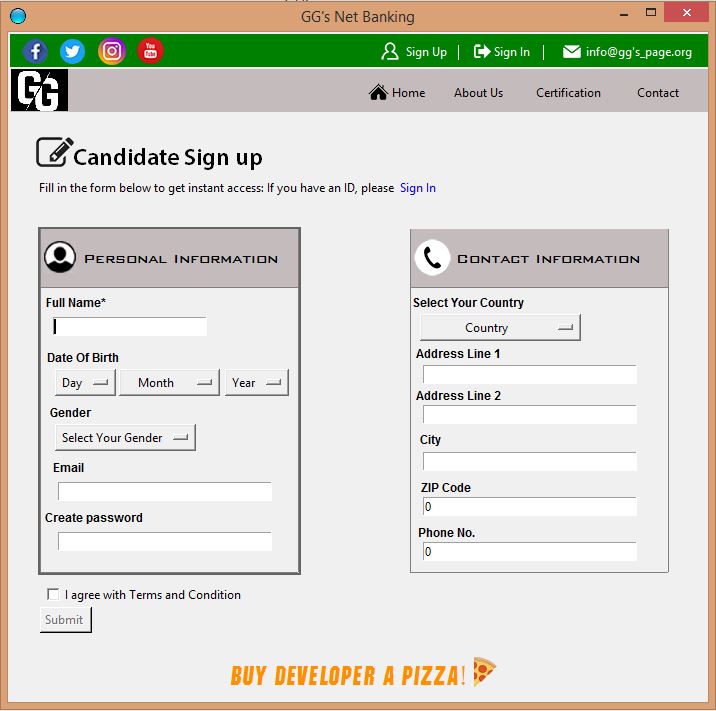 GG's Net Banking
You Tube
Sign Up | Sign In | info@gg's_page.org
GG
Home About Us Certification Contact
Candidate Sign up
Fill in the form below to get instant access: If you have an ID, please Sign In
Personal Information
Full Name*
Date Of Birth
Day Month Year
Gender
Select Your Gender
Email
Create password
Contact Information
Select Your Country
Country
Address Line 1
Address Line 2
City
ZIP Code
0
Phone No.
0
I agree with Terms and Condition
Submit
BUY DEVELOPER A PIZZA!